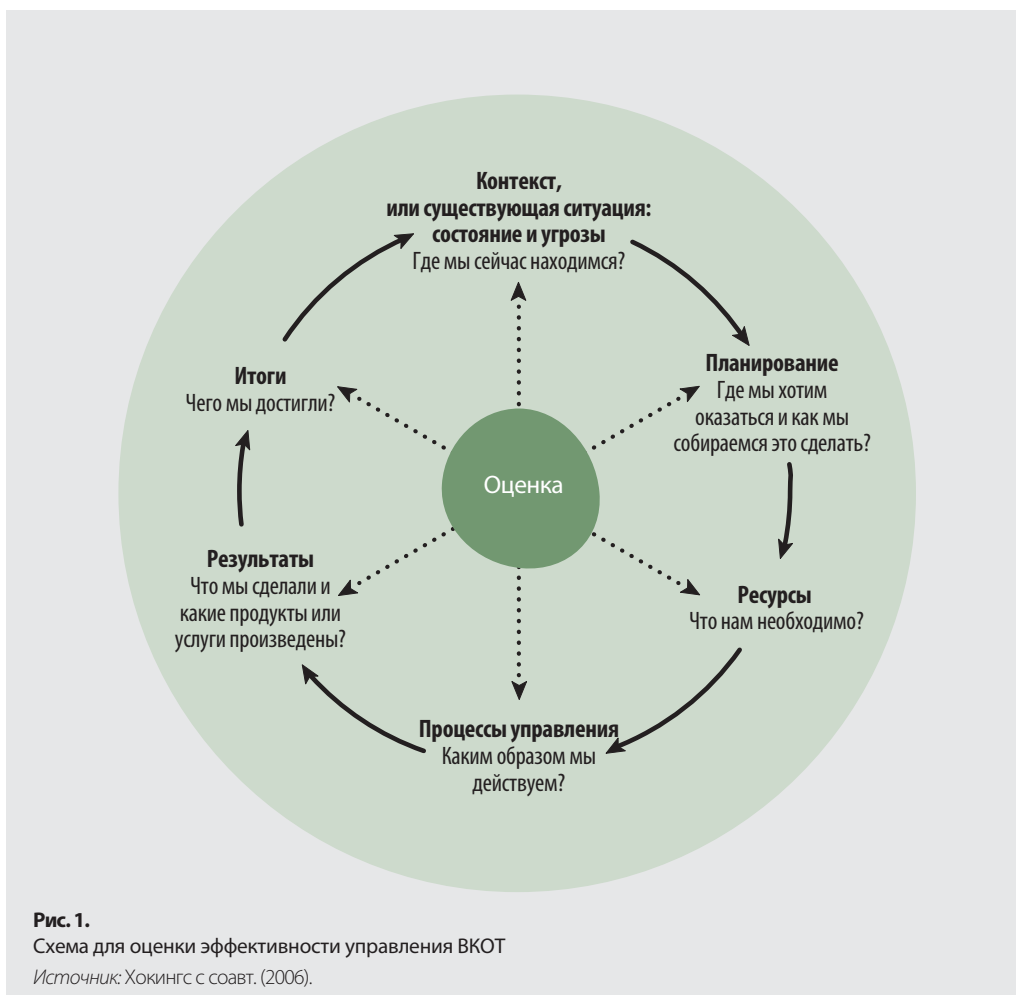 Контекст,
или существующая ситуация:
состояние и угрозы
Где мы сейчас находимся?
Планирование
Где мы хотим
оказаться и как мы
собираемся это сделать?
Ресурсы
Что нам необходимо?
Процессы управления
Каким образом мы
действуем?
Результаты
Что мы сделали и
какие продукты или
услуги произведены?
Итоги
Чего мы достигли?
Оценка
Рис. 1.
Схема для оценки эффективности управления ВКОТ
Источник: Хокингс с соавт. (2006).